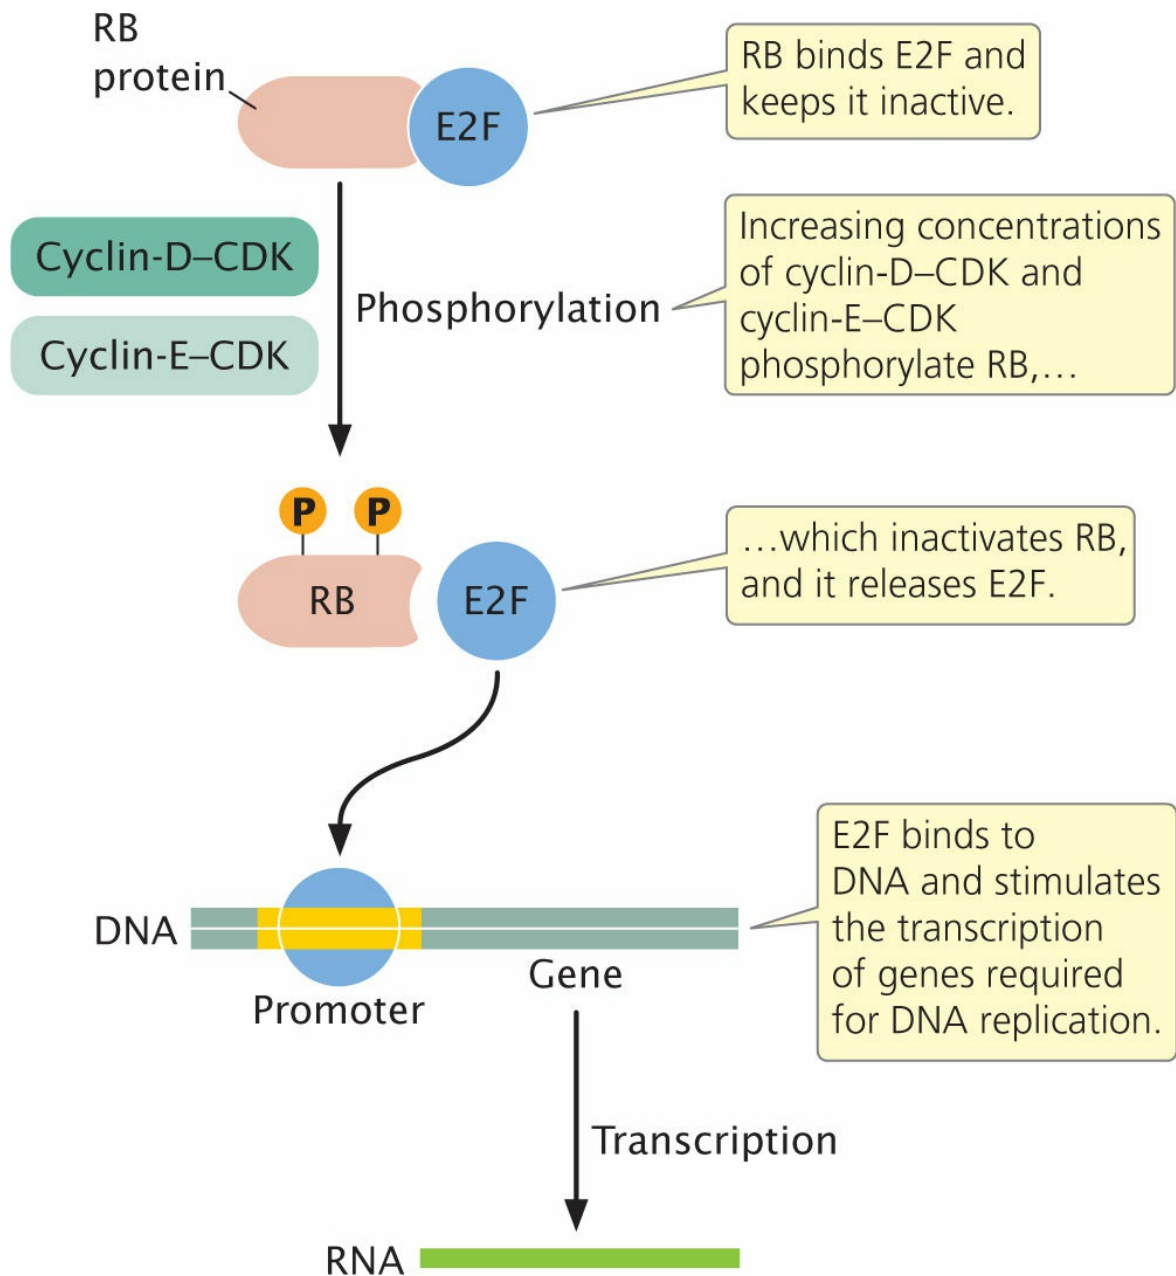 RB
protein
E2F
RB binds E2F and
keeps it inactive.
Cyclin-D–CDK
Cyclin-E–CDK
Phosphorylation
Increasing concentrations
of cyclin-D–CDK and
cyclin-E–CDK
phosphorylate RB,...
P
P
RB
E2F
...which inactivates RB,
and it releases E2F.
DNA
Promoter
Gene
E2F binds to
DNA and stimulates
the transcription
of genes required
for DNA replication.
Transcription
RNA